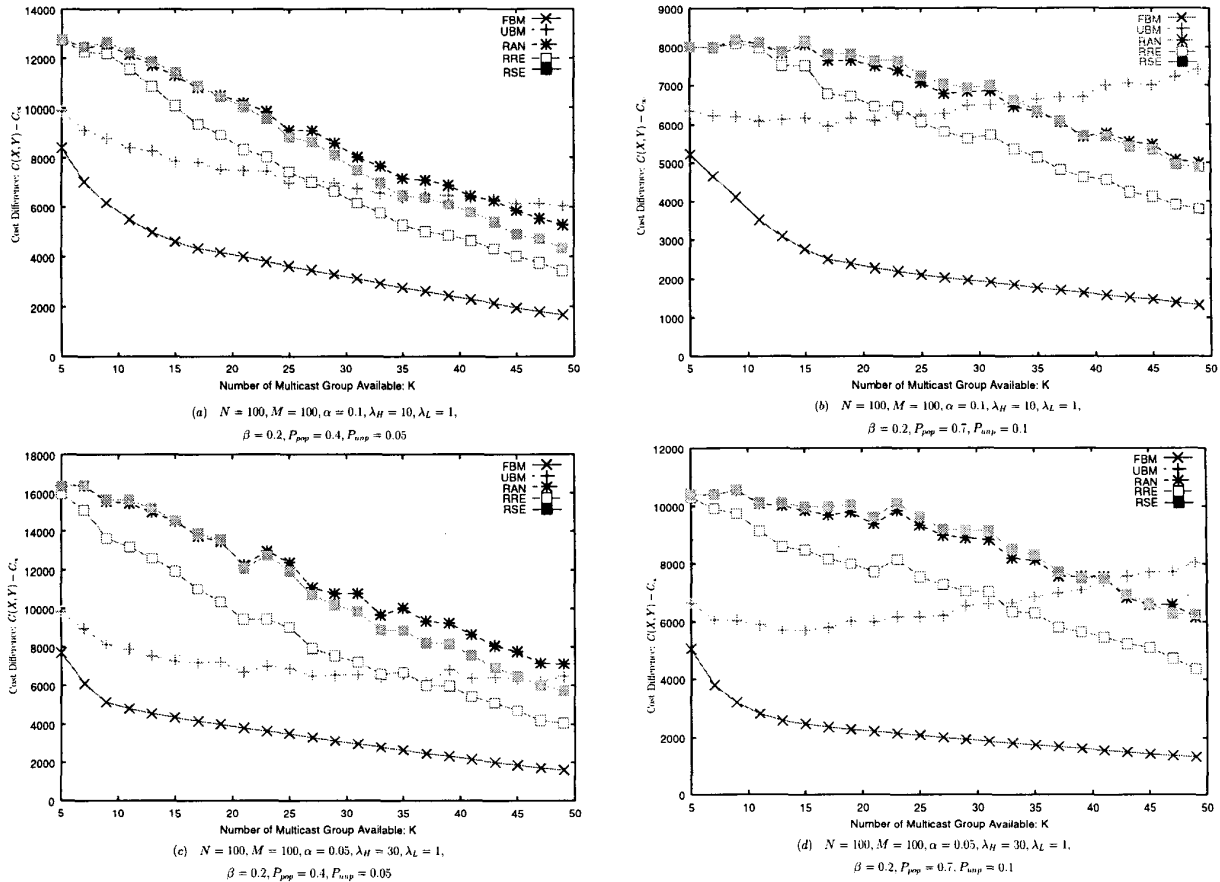 14000
12000
10000
8000
6000
4000
2000
0
Cost Difference: C(X,Y) − C*
FBM
UBM
RAN
RRE
RSE
5 10 15 20 25 30 35 40 45 50
Number of Multicast Group Available: K
(a) N = 100, M = 100, α = 0.1, λH = 10, λL = 1,
β = 0.2, Ppop = 0.4, Punp = 0.05
9000
8000
7000
6000
5000
4000
3000
2000
1000
0
Cost Difference: C(X,Y) − C*
FBM
UBM
RAN
RRE
RSE
5 10 15 20 25 30 35 40 45 50
Number of Multicast Group Available: K
(b) N = 100, M = 100, α = 0.1, λH = 10, λL = 1,
β = 0.2, Ppop = 0.7, Punp = 0.1
18000
16000
14000
12000
10000
8000
6000
4000
2000
0
Cost Difference: C(X,Y) − C*
FBM
UBM
RAN
RRE
RSE
5 10 15 20 25 30 35 40 45 50
Number of Multicast Group Available: K
(c) N = 100, M = 100, α = 0.05, λH = 30, λL = 1,
β = 0.2, Ppop = 0.4, Punp = 0.05
12000
10000
8000
6000
4000
2000
0
Cost Difference: C(X,Y) − C*
FBM
UBM
RAN
RRE
RSE
5 10 15 20 25 30 35 40 45 50
Number of Multicast Group Available: K
(d) N = 100, M = 100, α = 0.05, λH = 30, λL = 1,
β = 0.2, Ppop = 0.7, Punp = 0.1